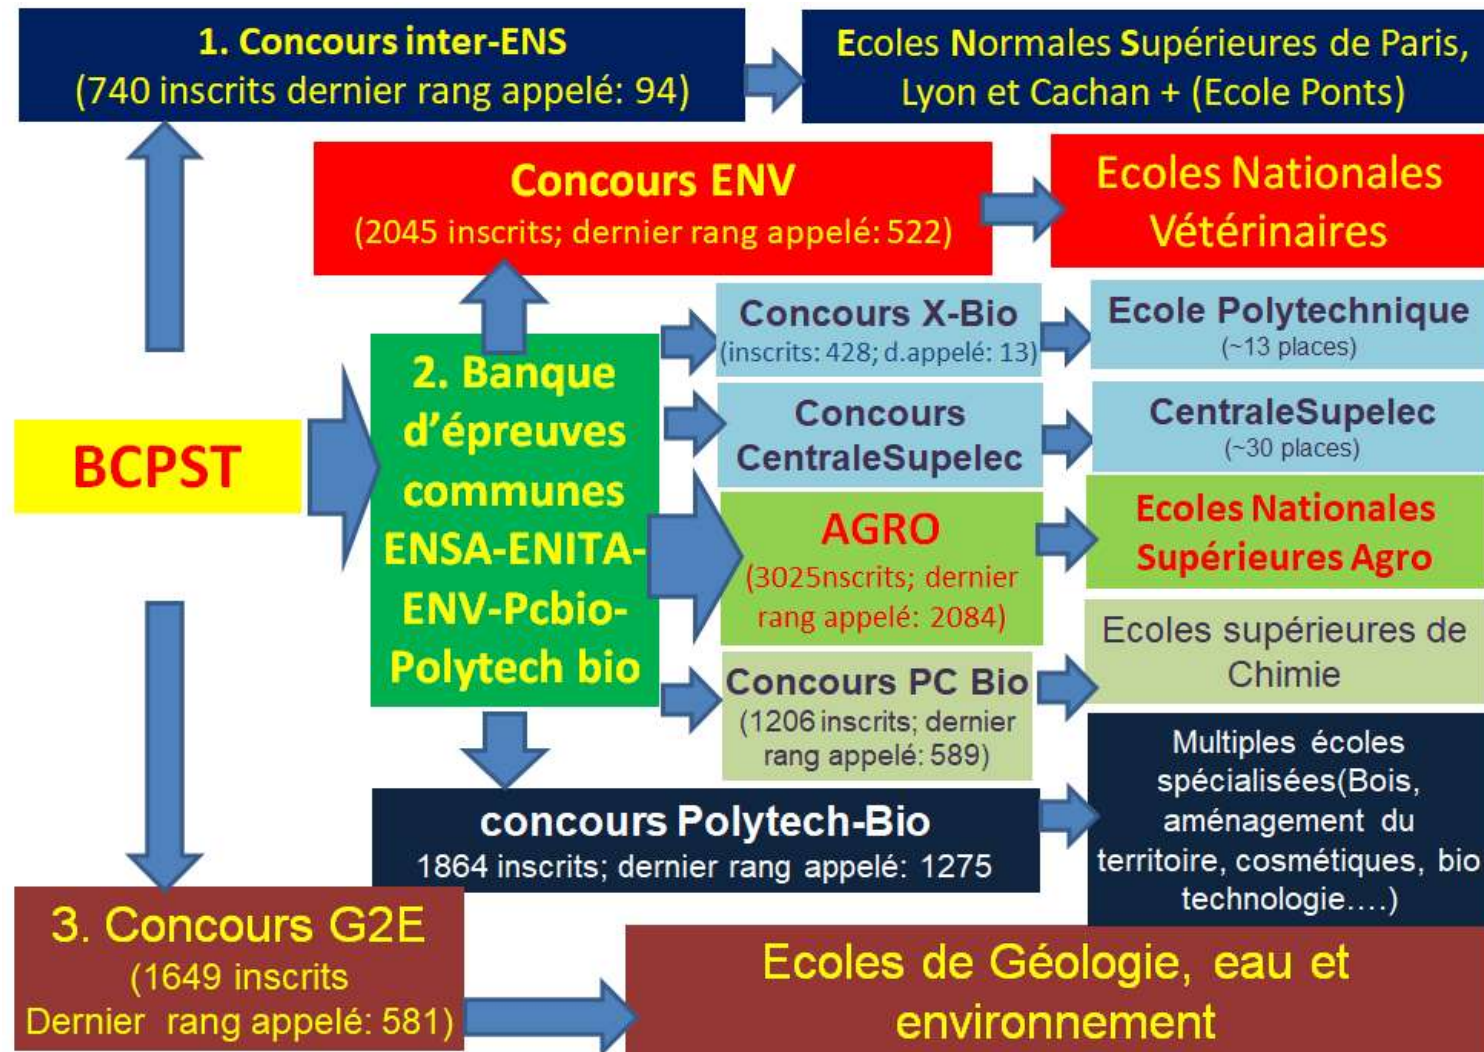 1. Concours inter-ENS
(740 inscrits dernier rang appelé: 94)
Ecoles Normales Supérieures de Paris,
Lyon et Cachan + (Ecole Ponts)
Concours ENV
(2045 inscrits; dernier rang appelé: 522)
Ecoles Nationales
Vétérinaires
BCPST
2. Banque
d'épreuves
communes
ENSA-ENITA-
ENV-Pcbio-
Polytech bio
Concours X-Bio
(inscrits: 428; d.appelé: 13)
Ecole Polytechnique
(~13 places)
Concours
CentraleSupelec
CentraleSupelec
(~30 places)
AGRO
(3025nscrits; dernier
rang appelé: 2084)
Ecoles Nationales
Supérieures Agro
Concours PC Bio
(1206 inscrits; dernier
rang appelé: 589)
Ecoles supérieures de
Chimie
concours Polytech-Bio
1864 inscrits; dernier rang appelé: 1275
Multiples écoles
spécialisées(Bois,
aménagement du
territoire, cosmétiques, bio
technologie....)
3. Concours G2E
(1649 inscrits
Dernier rang appelé: 581)
Ecoles de Géologie, eau et
environnement